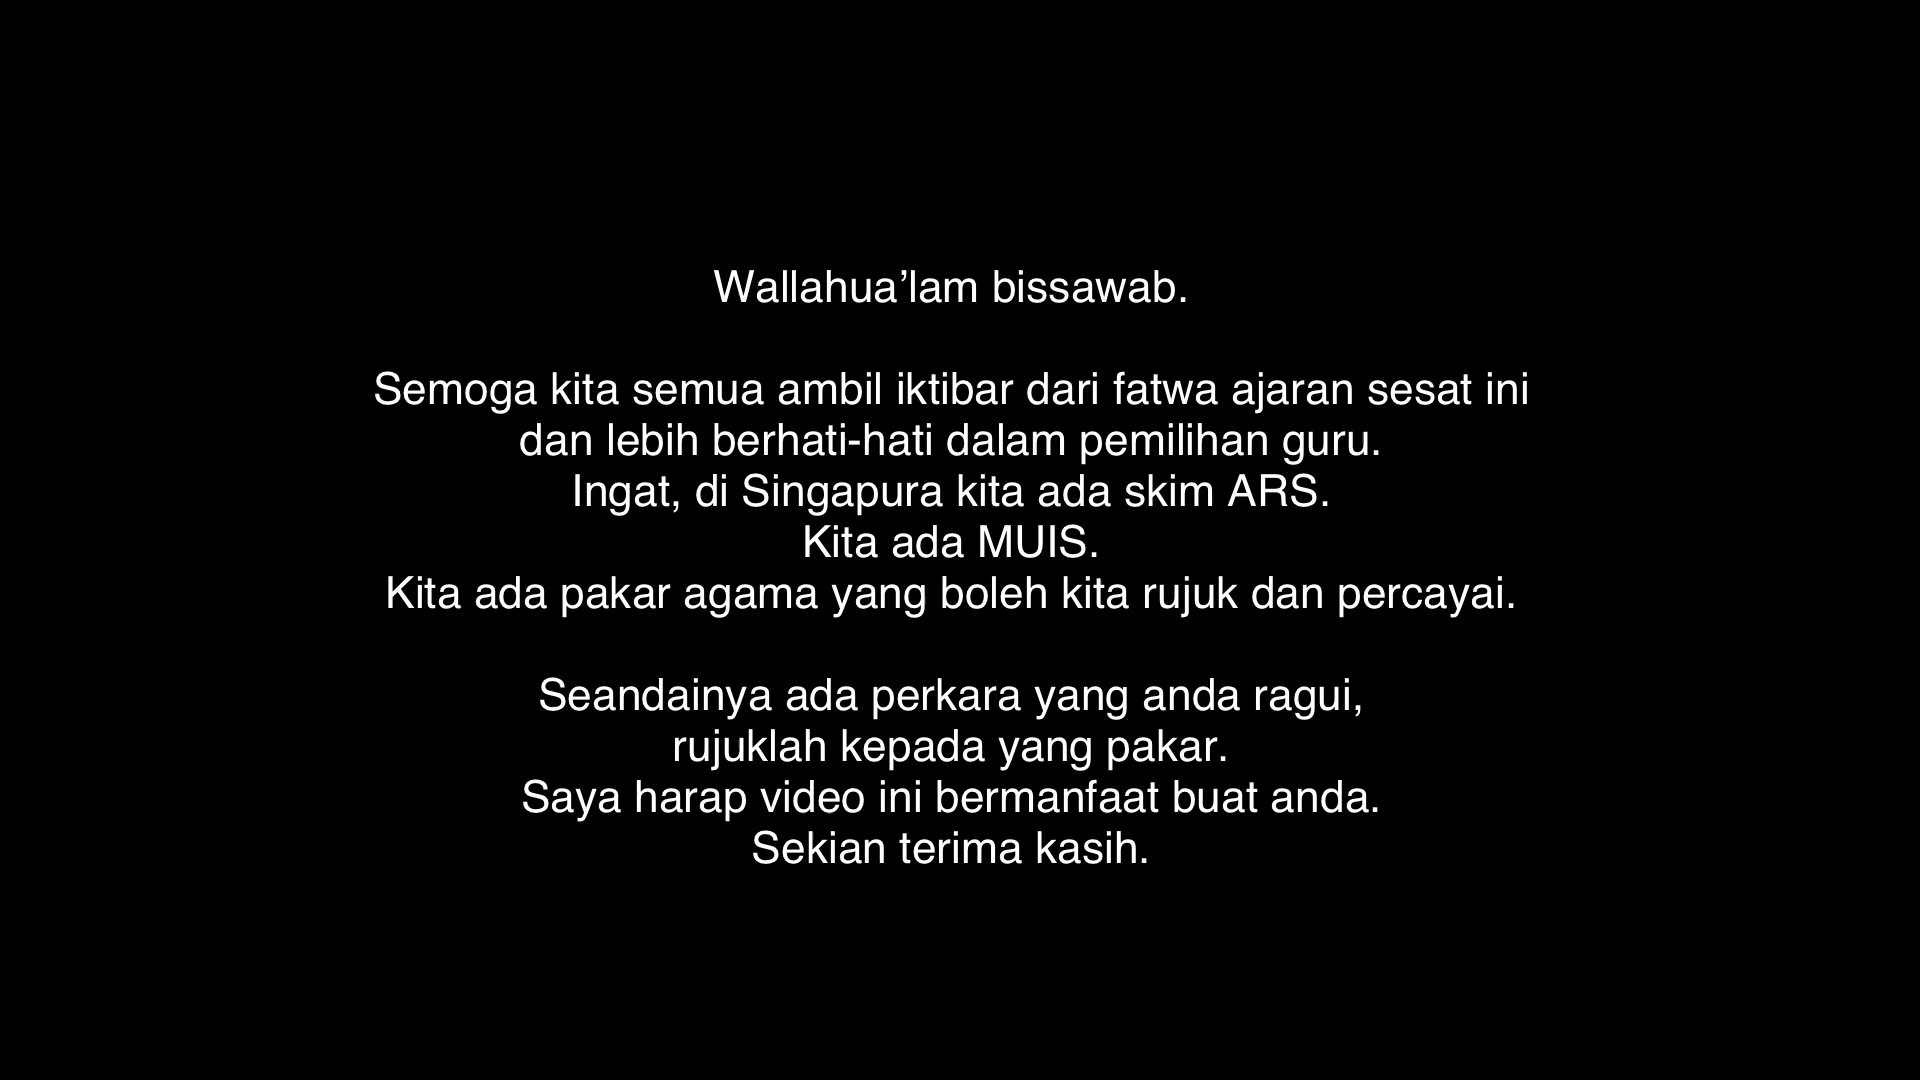 Wallahua’lam bissawab.
Semoga kita semua ambil iktibar dari fatwa ajaran sesat ini
dan lebih berhati-hati dalam pemilihan guru.
Ingat, di Singapura kita ada skim ARS.
Kita ada MUIS.
Kita ada pakar agama yang boleh kita rujuk dan percayai.
Seandainya ada perkara yang anda ragui,
rujuklah kepada yang pakar.
Saya harap video ini bermanfaat buat anda.
Sekian terima kasih.